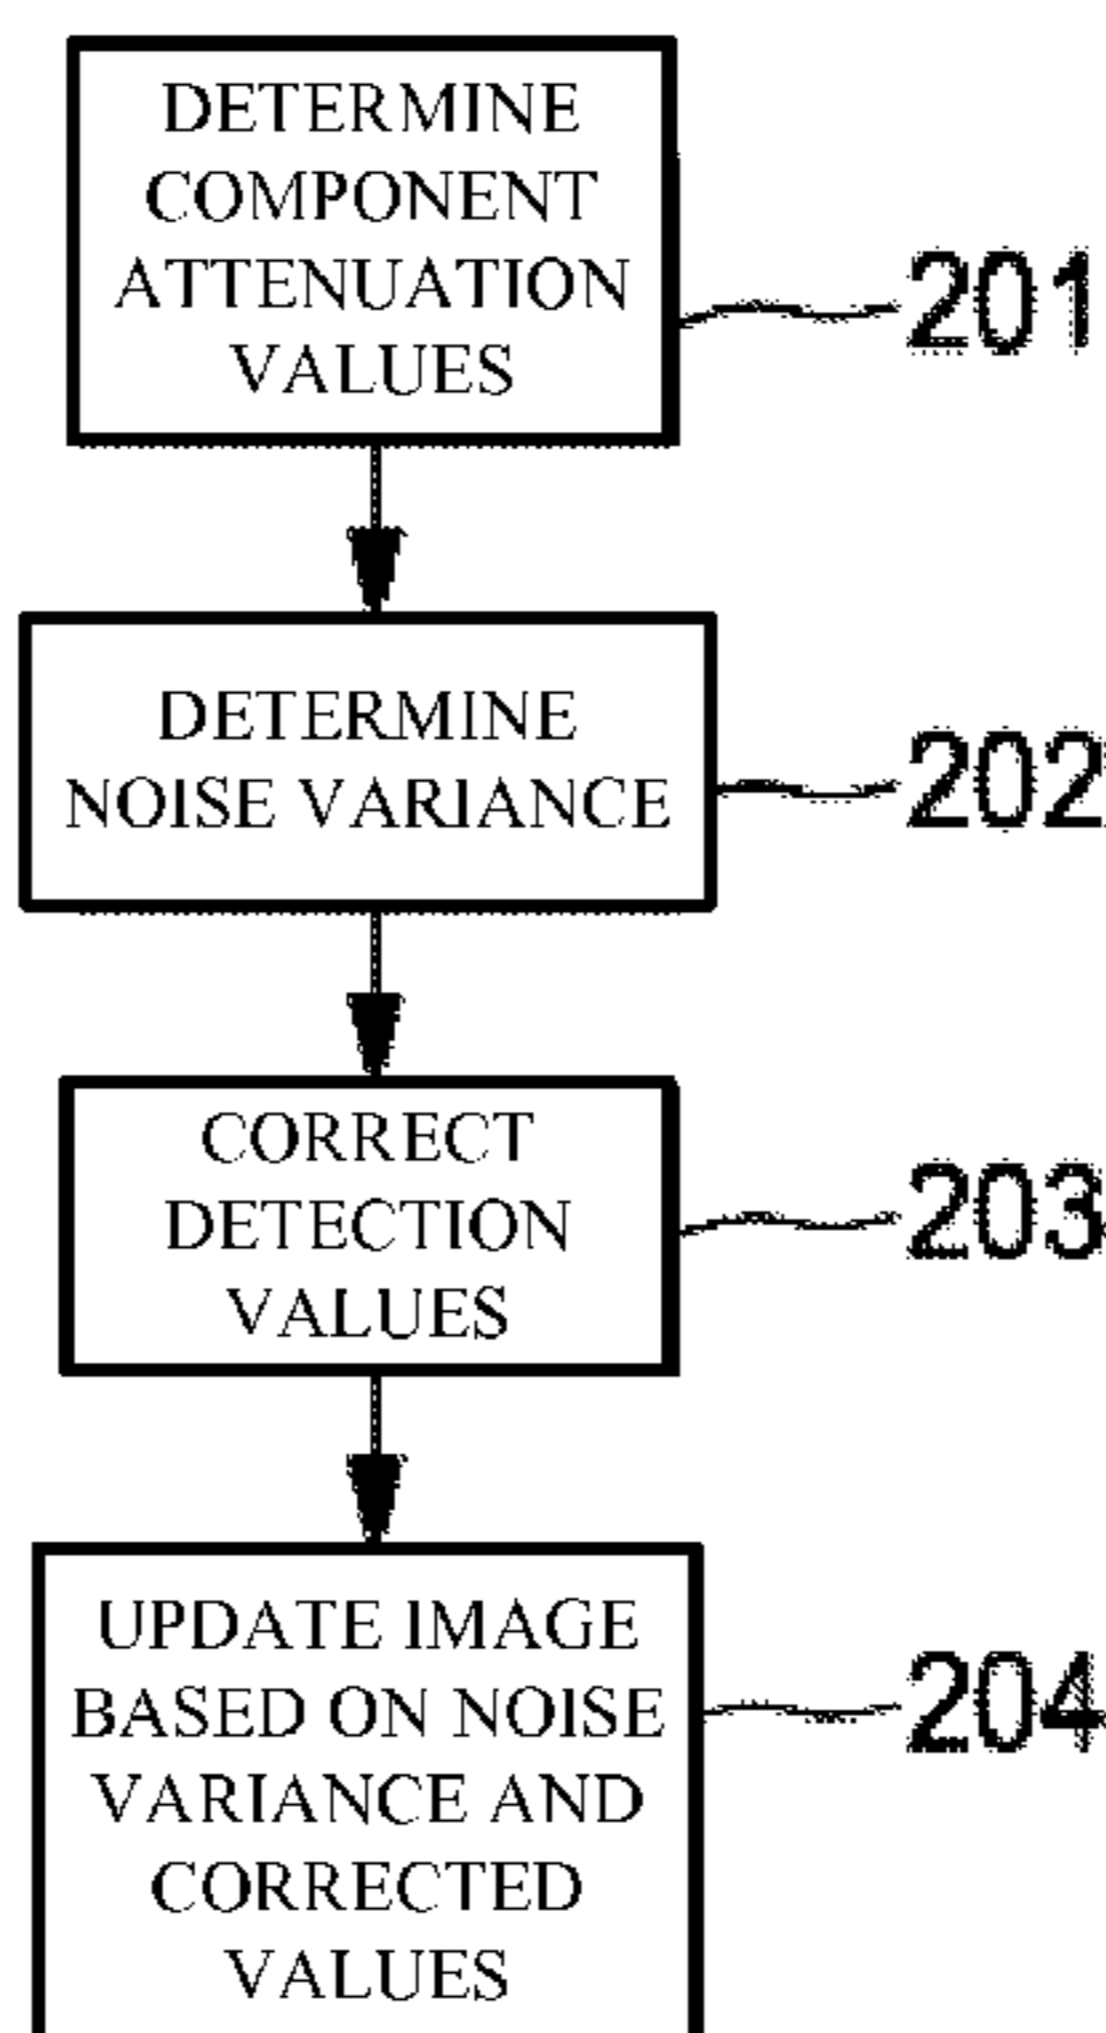 DETERMINE
COMPONENT
ATTENUATION
VALUES
201
DETERMINE
NOISE VARIANCE
202
CORRECT
DETECTION
VALUES
203
UPDATE IMAGE
BASED ON NOISE
VARIANCE AND
CORRECTED
VALUES
204